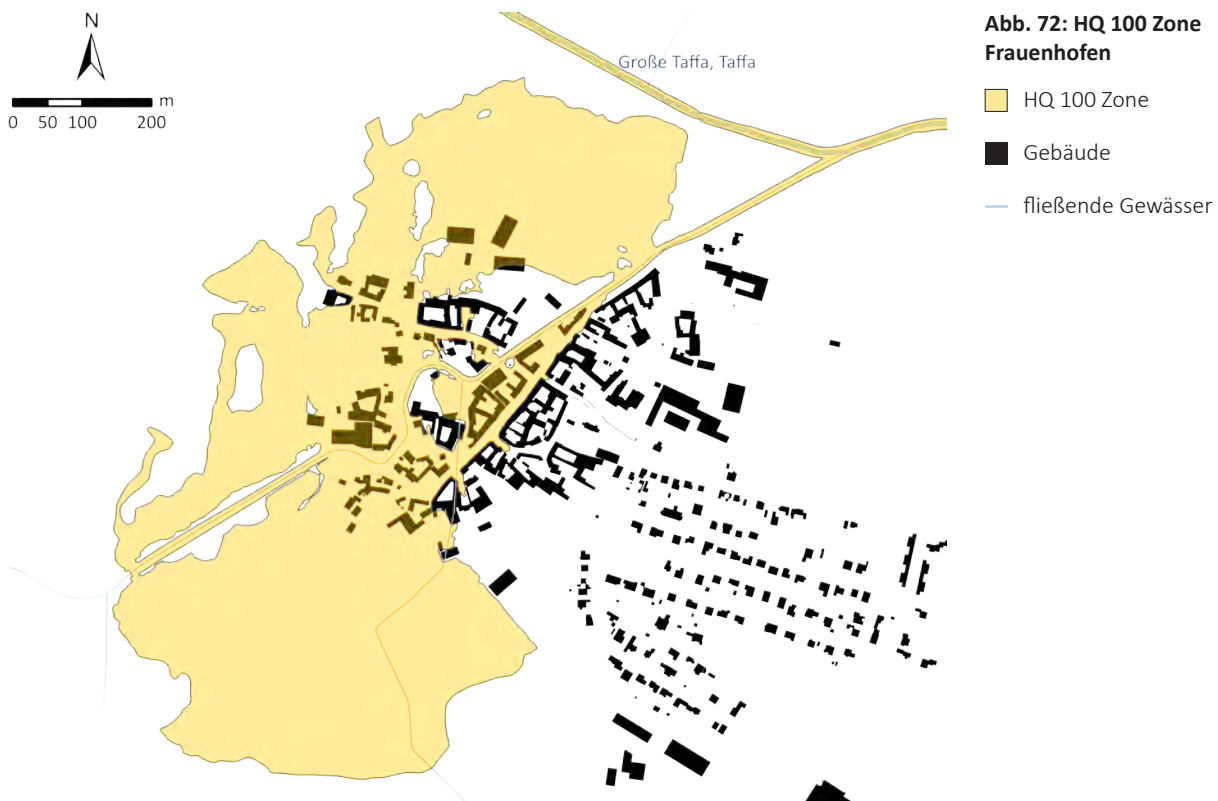 N
m
0 50 100 200
Große Taffa, Taffa
Abb. 72: HQ 100 Zone
Frauenhofen
HQ 100 Zone
Gebäude
fließende Gewässer